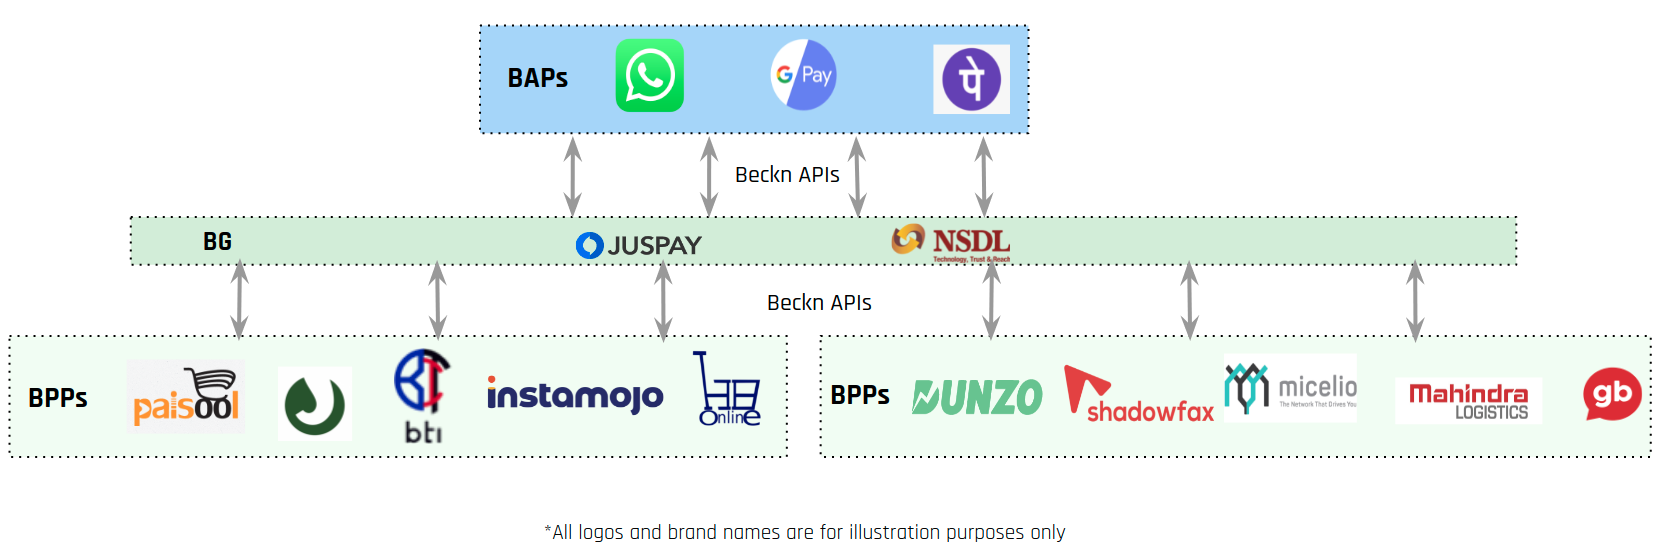 BAPs
G Pay
पे
Beckn APIs
BG
JUSPAY
NSDL
Technology, Trust & Reach
Beckn APIs
BPPs
paisool
bti
instamojo
Online
BPPs
DUNZO
shadowfax
micelio
The Network That Drives You
Mahindra
LOGISTICS
gb
*All logos and brand names are for illustration purposes only